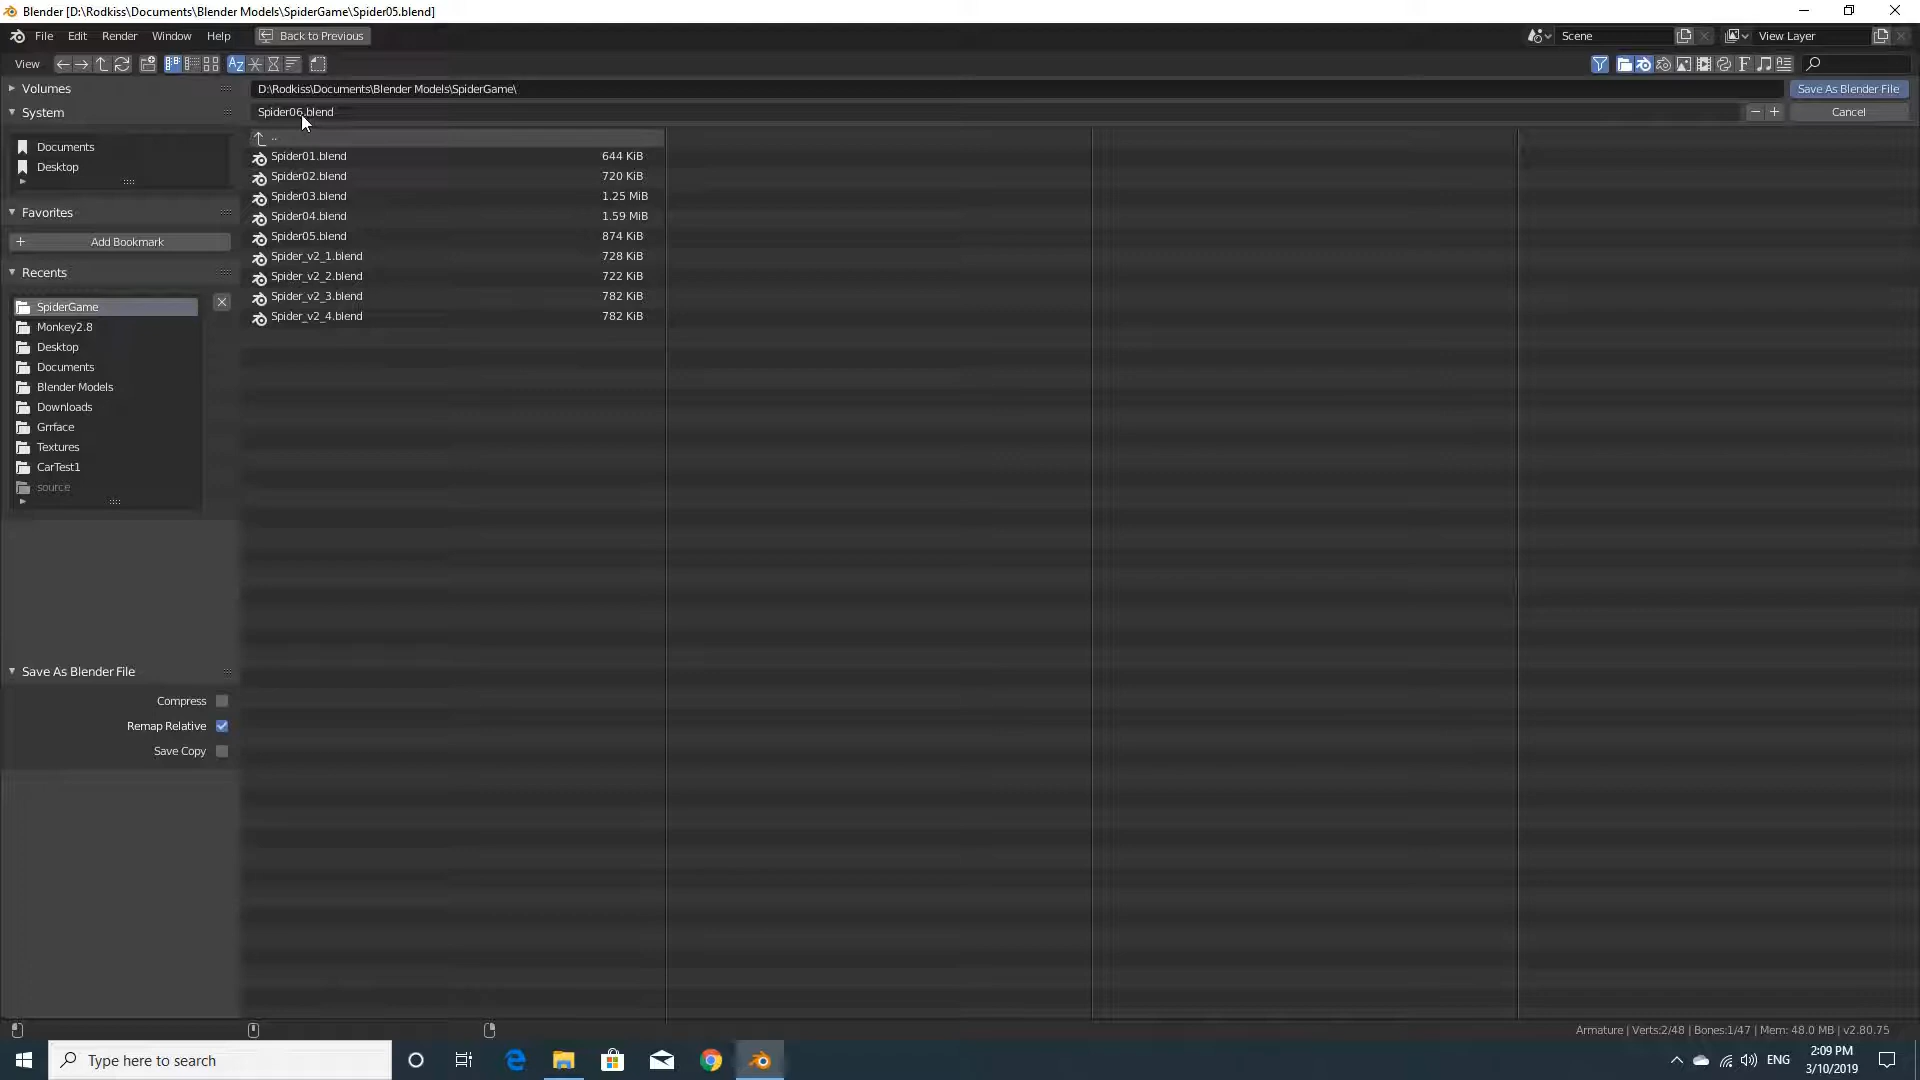 Blender [D:\Rodkiss\Documents\Blender Models\SpiderGame\Spider05.blend]
File Edit Render Window Help Back to Previous Scene View Layer
View
Volumes D:\Rodkiss\Documents\Blender Models\SpiderGame\ Save As Blender File
System Spider06.blend Cancel
..
Documents
Desktop
Spider01.blend 644 KiB
Spider02.blend 720 KiB
Spider03.blend 1.25 MiB
Spider04.blend 1.59 MiB
Spider05.blend 874 KiB
Spider_v2_1.blend 728 KiB
Spider_v2_2.blend 722 KiB
Spider_v2_3.blend 782 KiB
Spider_v2_4.blend 782 KiB
Favorites
Add Bookmark
Recents
SpiderGame
Monkey2.8
Desktop
Documents
Blender Models
Downloads
Grrface
Textures
CarTest1
source
Save As Blender File
Compress
Remap Relative
Save Copy
Armature | Verts:2/48 | Bones:1/47 | Mem: 48.0 MB | v2.80.75
Type here to search
ENG
2:09 PM
3/10/2019